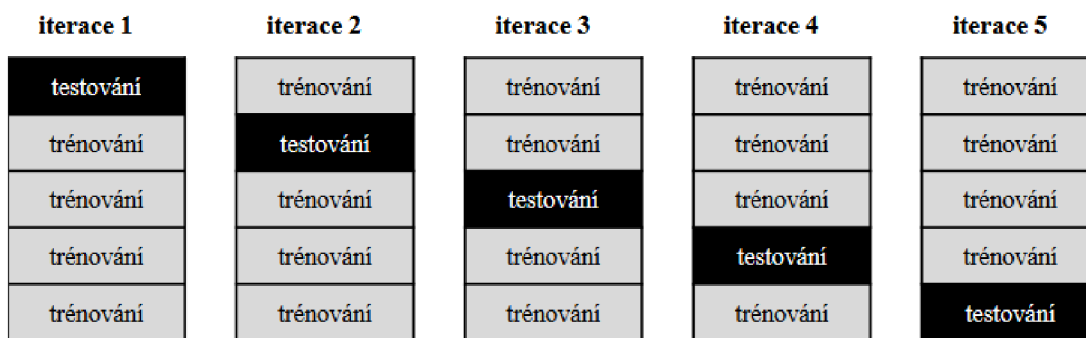 iterace 1 iterace 2 iterace 3 iterace 4 iterace 5
testování trénování trénování trénování trénování
trénování testování trénování trénování trénování
trénování trénování testování trénování trénování
trénování trénování trénování testování trénování
trénování trénování trénování trénování testování